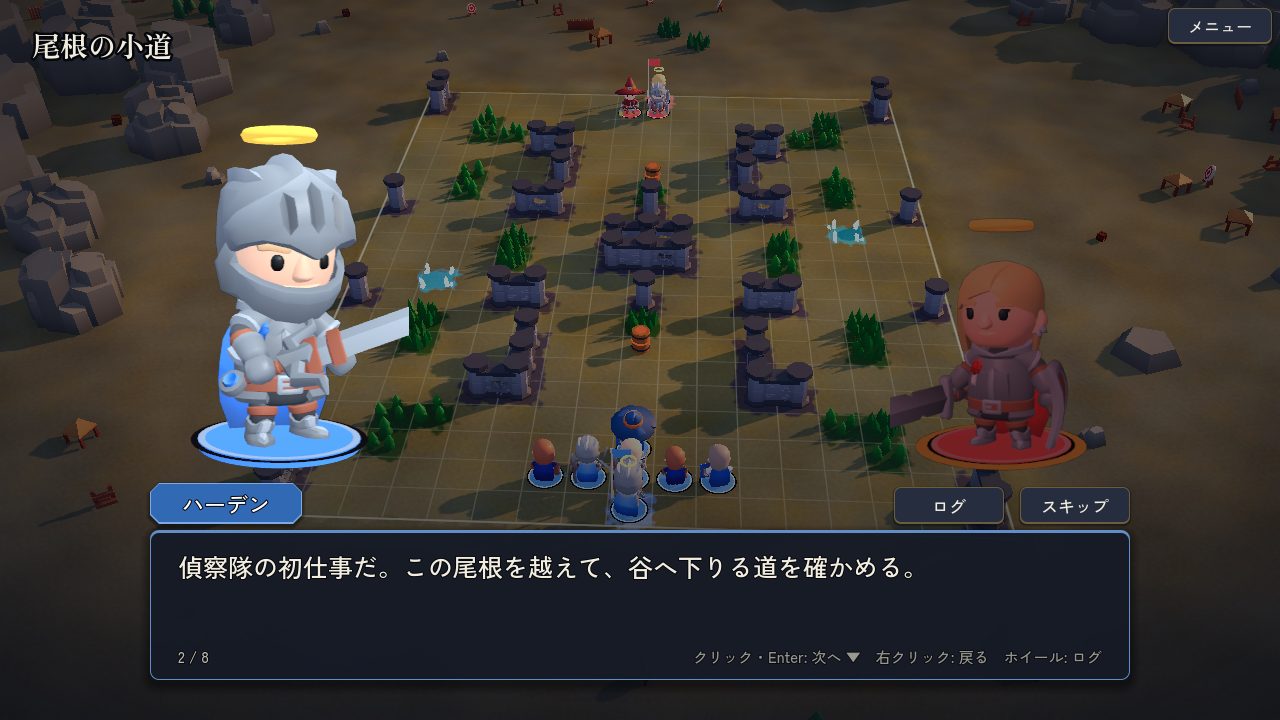 尾根の小道
メニュー
ハーデン
ログ
スキップ
偵察隊の初仕事だ。この尾根を越えて、谷へ下りる道を確かめる。
2 / 8
クリック・Enter: 次へ ▼ 右クリック: 戻る ホイール: ログ